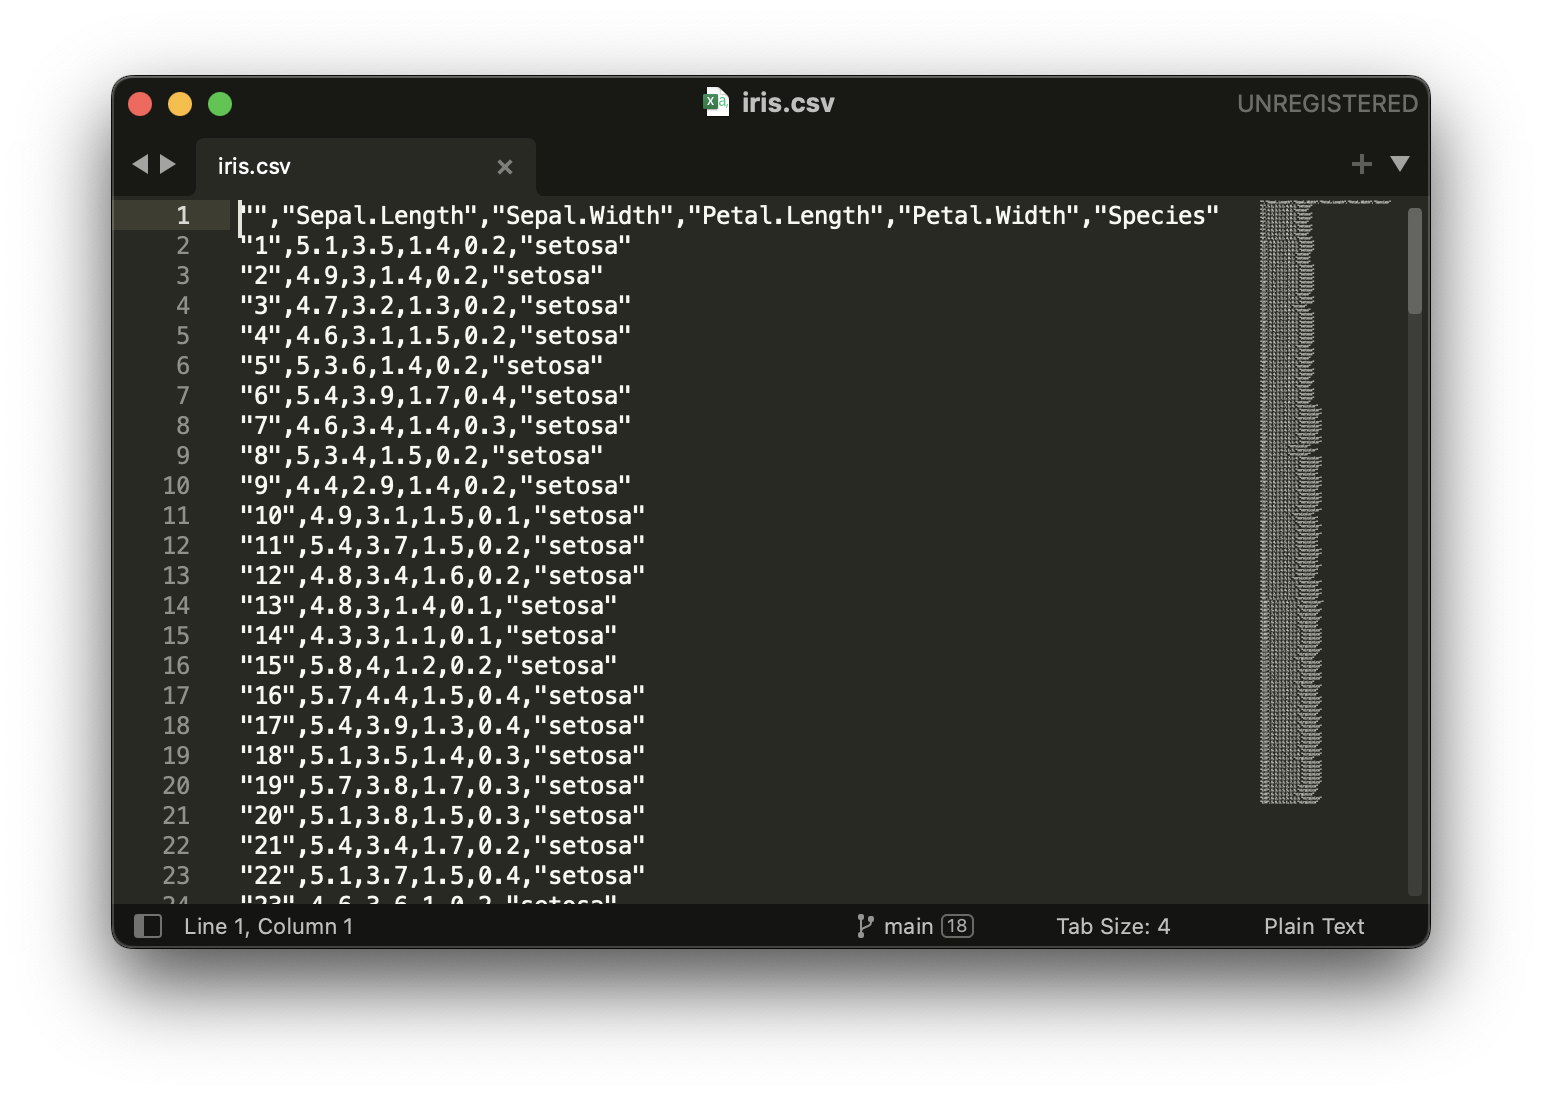 iris.csv
UNREGISTERED
iris.csv
1 "","Sepal.Length","Sepal.Width","Petal.Length","Petal.Width","Species"
2 "1",5.1,3.5,1.4,0.2,"setosa"
3 "2",4.9,3,1.4,0.2,"setosa"
4 "3",4.7,3.2,1.3,0.2,"setosa"
5 "4",4.6,3.1,1.5,0.2,"setosa"
6 "5",5,3.6,1.4,0.2,"setosa"
7 "6",5.4,3.9,1.7,0.4,"setosa"
8 "7",4.6,3.4,1.4,0.3,"setosa"
9 "8",5,3.4,1.5,0.2,"setosa"
10 "9",4.4,2.9,1.4,0.2,"setosa"
11 "10",4.9,3.1,1.5,0.1,"setosa"
12 "11",5.4,3.7,1.5,0.2,"setosa"
13 "12",4.8,3.4,1.6,0.2,"setosa"
14 "13",4.8,3,1.4,0.1,"setosa"
15 "14",4.3,3,1.1,0.1,"setosa"
16 "15",5.8,4,1.2,0.2,"setosa"
17 "16",5.7,4.4,1.5,0.4,"setosa"
18 "17",5.4,3.9,1.3,0.4,"setosa"
19 "18",5.1,3.5,1.4,0.3,"setosa"
20 "19",5.7,3.8,1.7,0.3,"setosa"
21 "20",5.1,3.8,1.5,0.3,"setosa"
22 "21",5.4,3.4,1.7,0.2,"setosa"
23 "22",5.1,3.7,1.5,0.4,"setosa"
24 "23",4.6,3.6,1,0.2,"setosa"
Line 1, Column 1
main 18
Tab Size: 4
Plain Text